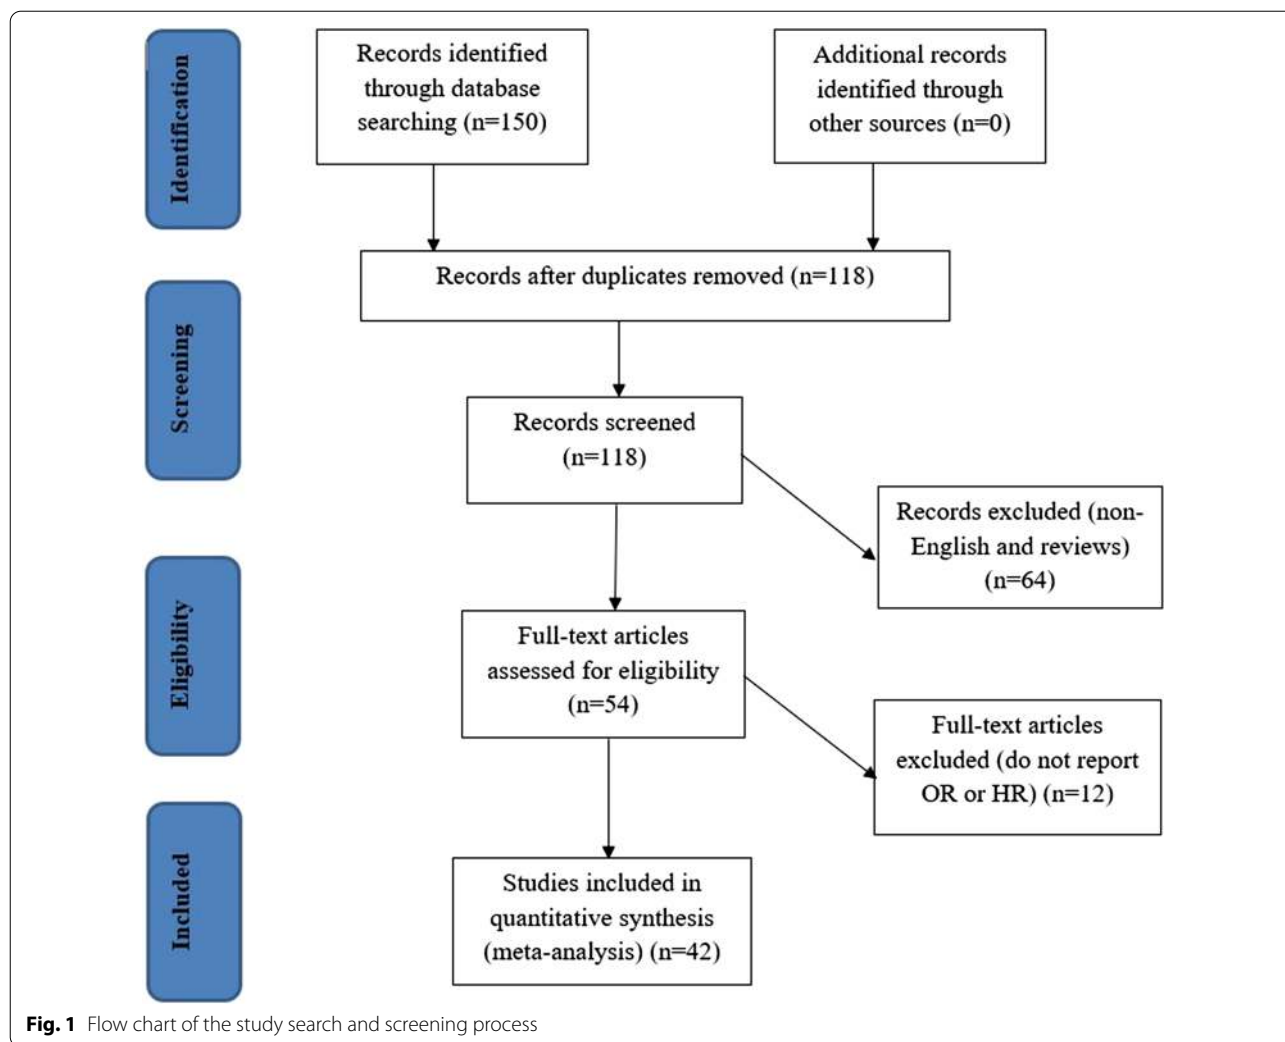 Identification
Records identified
through database
searching (n=150)
Additional records
identified through
other sources (n=0)
Records after duplicates removed (n=118)
Screening
Records screened
(n=118)
Records excluded (non-
English and reviews)
(n=64)
Eligibility
Full-text articles
assessed for eligibility
(n=54)
Full-text articles
excluded (do not report
OR or HR) (n=12)
Included
Studies included in
quantitative synthesis
(meta-analysis) (n=42)
Fig. 1 Flow chart of the study search and screening process